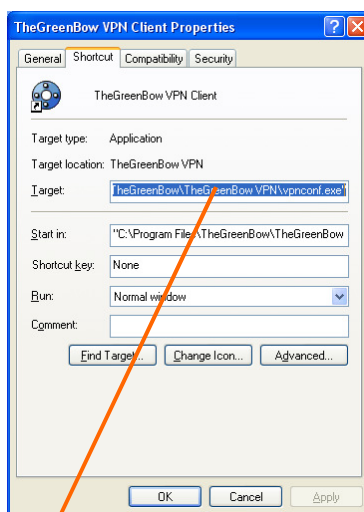 TheGreenBow VPN Client Properties
General Shortcut Compatibility Security
TheGreenBow VPN Client
Target type: Application
Target location: TheGreenBow VPN
Target: TheGreenBow\TheGreenBow VPN\vpnconf.exe"
Start in: "C:\Program Files\TheGreenBow\TheGreenBow
Shortcut key: None
Run: Normal window
Comment:
Find Target... Change Icon... Advanced...
OK Cancel Apply